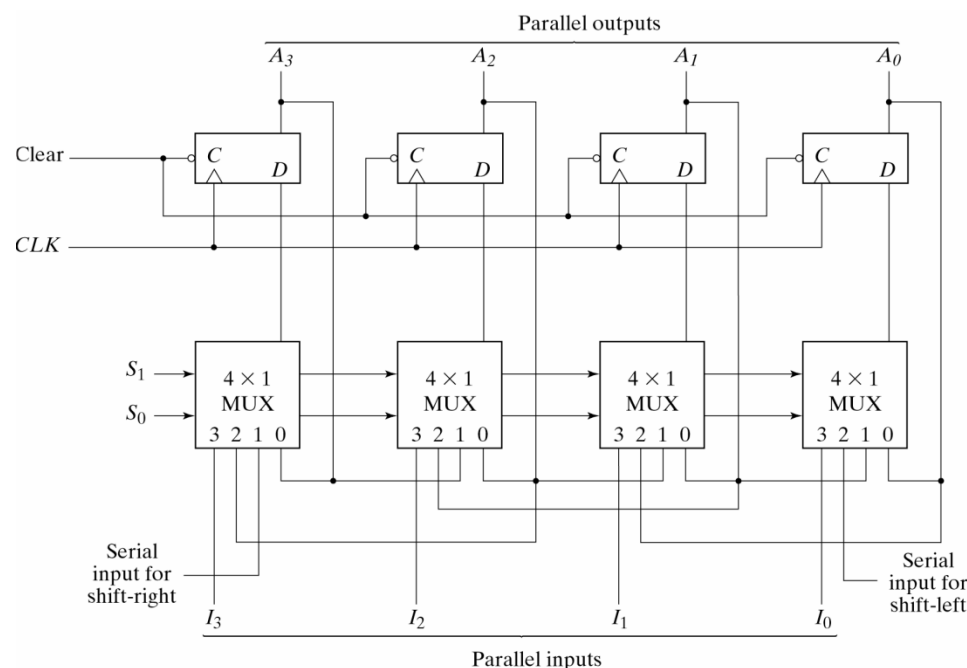 Parallel outputs
A3 A2 A1 A0
Clear
C D C D C D C D
CLK
S1
4 × 1 4 × 1 4 × 1 4 × 1
S0
MUX MUX MUX MUX
3 2 1 0 3 2 1 0 3 2 1 0 3 2 1 0
Serial
input for
shift-right
Serial
input for
shift-left
I3 I2 I1 I0
Parallel inputs